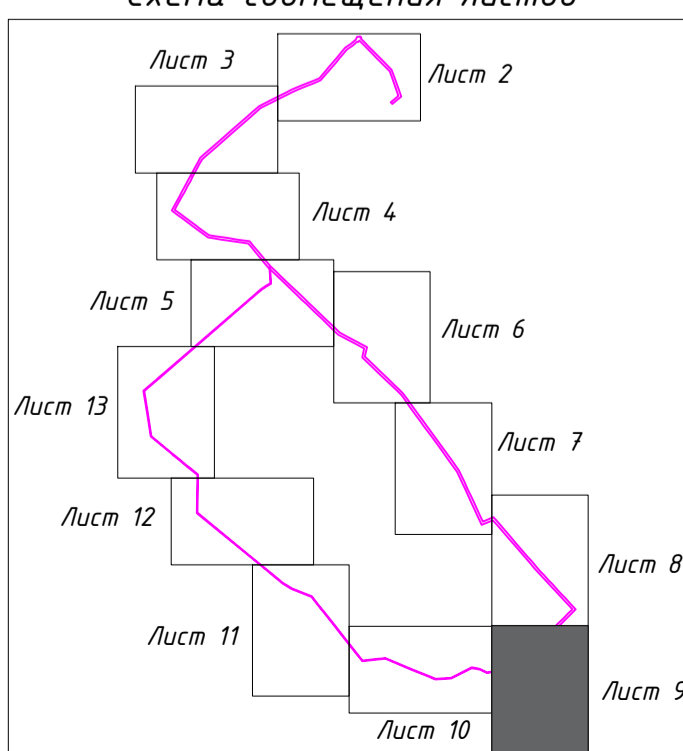 Схема совмещения листов
Лист 3
Лист 2
Лист 4
Лист 5
Лист 6
Лист 13
Лист 7
Лист 12
Лист 8
Лист 11
Лист 9
Лист 10